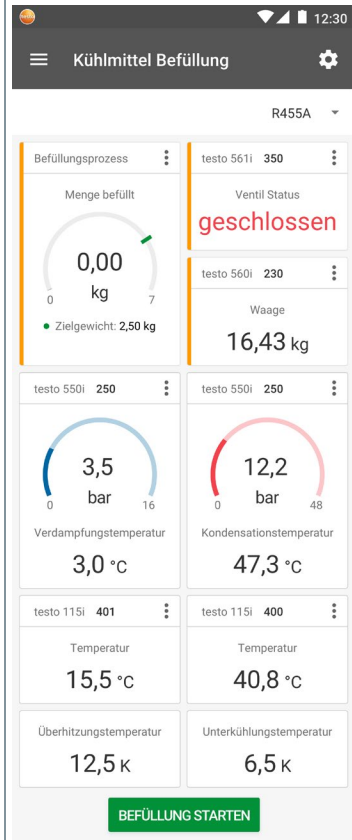 testo 12:30
Kühlmittel Befüllung
R455A
Befüllungsprozess
Menge befüllt
0,00
kg
0 7
Zielgewicht: 2,50 kg
testo 561i 350
Ventil Status
geschlossen
testo 560i 230
Waage
16,43 kg
testo 550i 250
3,5
bar
0 16
Verdampfungstemperatur
3,0 °C
testo 550i 250
12,2
bar
0 48
Kondensationstemperatur
47,3 °C
testo 115i 401
Temperatur
15,5 °C
testo 115i 400
Temperatur
40,8 °C
Überhitzungstemperatur
12,5 K
Unterkühlungstemperatur
6,5 K
BEFÜLLUNG STARTEN